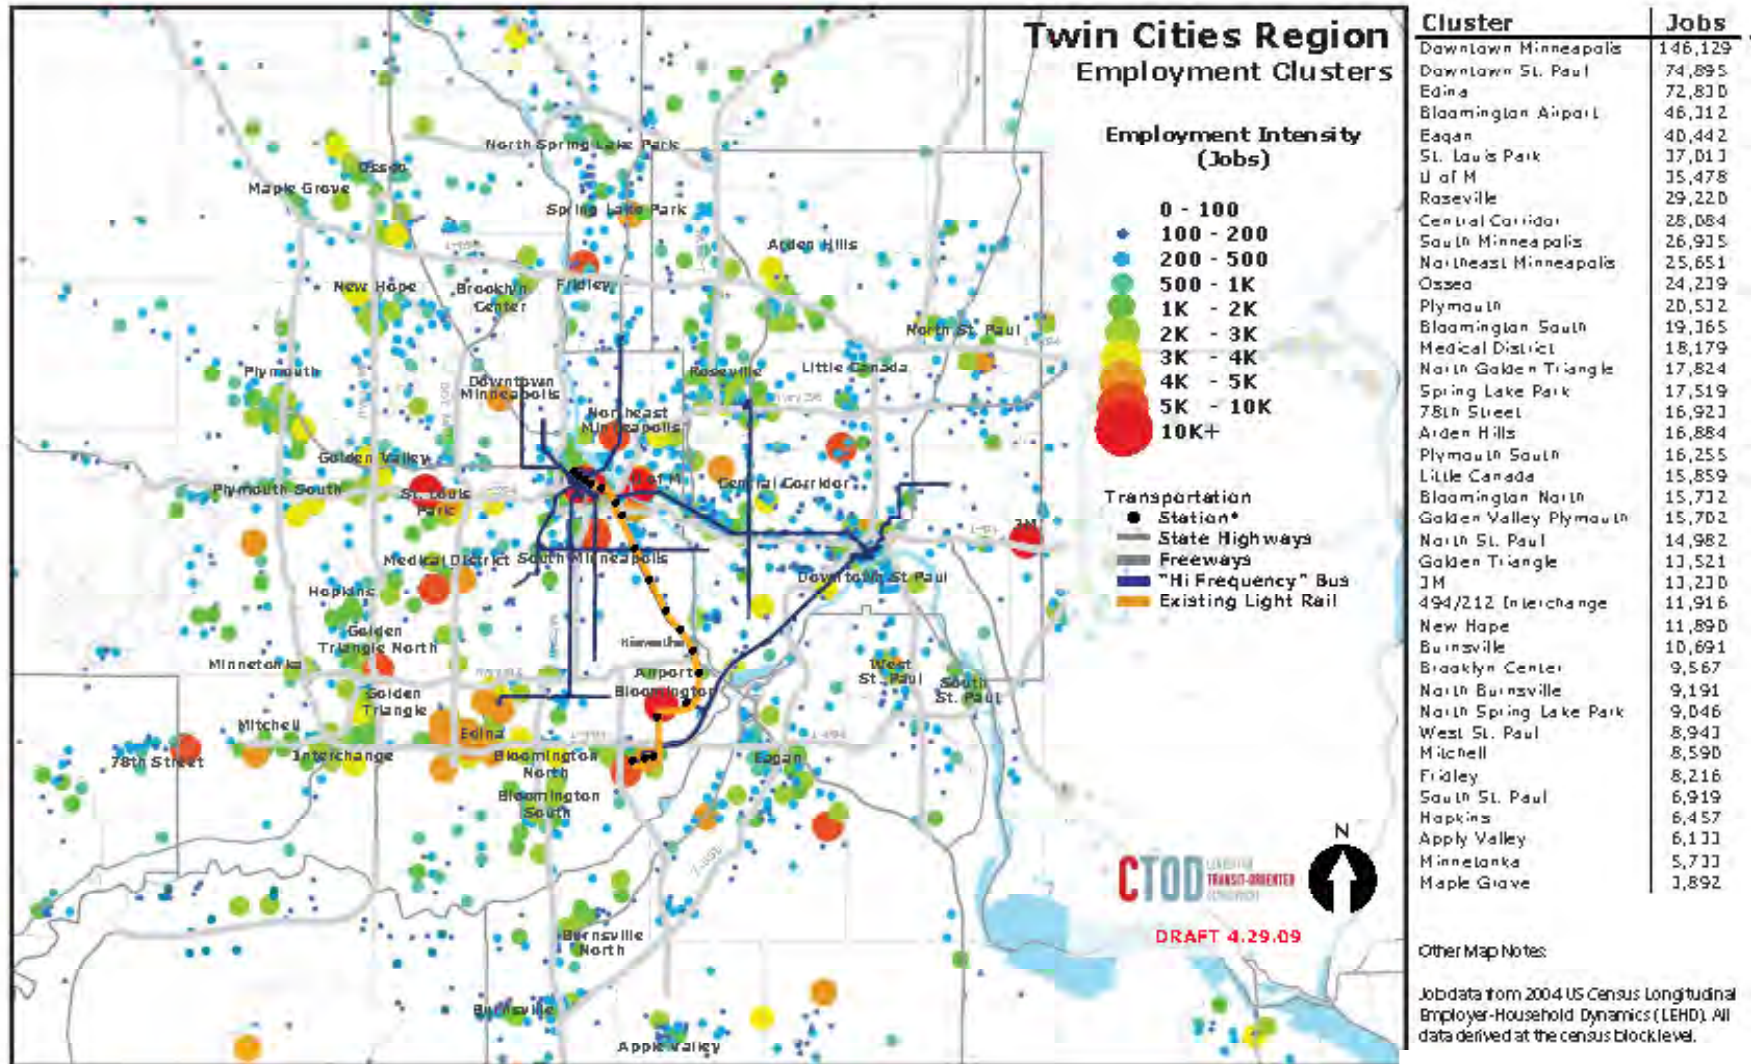 Twin Cities Region
Employment Clusters
Employment Intensity
(Jobs)
0 - 100
100 - 200
200 - 500
500 - 1K
1K - 2K
2K - 3K
3K - 4K
4K - 5K
5K - 10K
10K+
Transportation
Station*
State Highways
Freeways
"Hi Frequency" Bus
Existing Light Rail
North Spring Lake Park
Osseo
Maple Grove
Spring Lake Park
Arden Hills
New Hope
Brooklyn
Center
Fridley
North St. Paul
Plymouth
Downtown
Minneapolis
Roseville
Little Canada
Northeast
Minneapolis
Golden Valley
Plymouth South
St. Louis
Park
U of M
Central Corridor
3M
Medical District
South Minneapolis
Downtown St. Paul
Hopkins
Golden
Triangle North
Hiawatha
Minnetonka
Airport
Bloomington
West
St. Paul
South
St. Paul
Golden
Triangle
Mitchell
Edina
78th Street
Interchange
Bloomington
North
Eagan
Bloomington
South
Burnsville
North
Burnsville
Apple Valley
N
CTOD
TRANSIT-ORIENTED
DRAFT 4.29.09
Cluster Jobs
Downtown Minneapolis 146,129
Downtown St. Paul 74,895
Edina 72,830
Bloomington Airport 46,312
Eagan 40,442
St. Louis Park 37,013
U of M 35,478
Roseville 29,220
Central Corridor 28,084
South Minneapolis 26,935
Northeast Minneapolis 25,651
Osseo 24,239
Plymouth 20,532
Bloomington South 19,365
Medical District 18,179
North Golden Triangle 17,824
Spring Lake Park 17,519
78th Street 16,923
Arden Hills 16,884
Plymouth South 16,255
Little Canada 15,859
Bloomington North 15,732
Golden Valley Plymouth 15,702
North St. Paul 14,982
Golden Triangle 13,521
3M 13,230
494/212 Interchange 11,916
New Hope 11,890
Burnsville 10,691
Brooklyn Center 9,567
North Burnsville 9,191
North Spring Lake Park 9,046
West St. Paul 8,943
Mitchell 8,590
Fridley 8,216
South St. Paul 6,919
Hopkins 6,457
Apply Valley 6,133
Minnetonka 5,733
Maple Grove 3,892
Other Map Notes:
Job data from 2004 US Census Longitudinal
Employer-Household Dynamics (LEHD). All
data derived at the census block level.